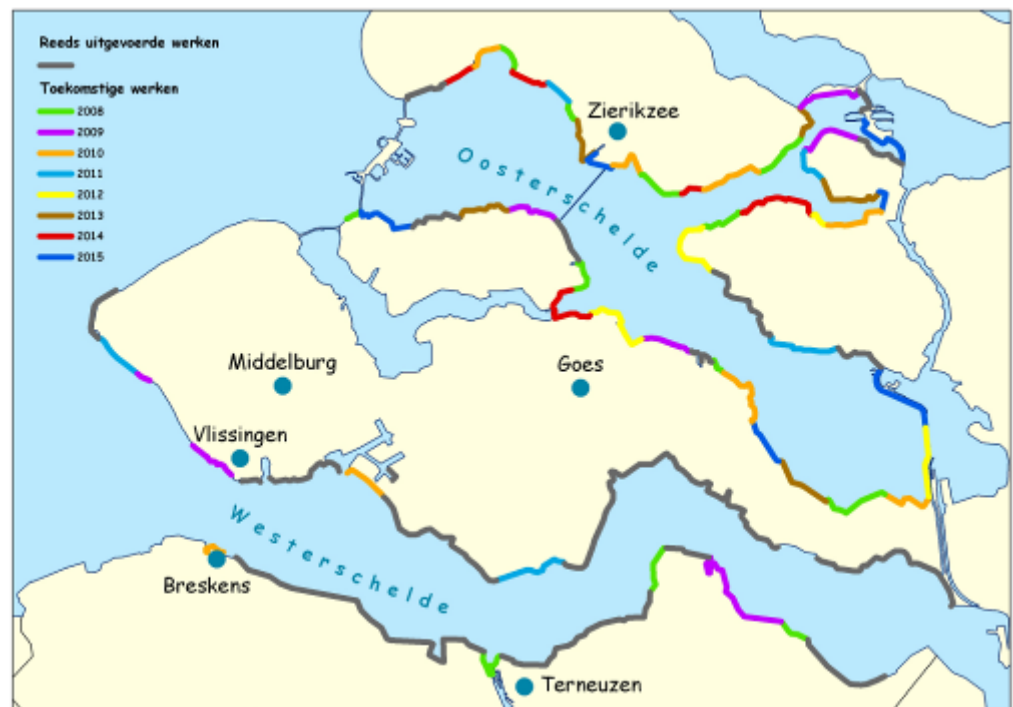 Reeds uitgevoerde werken
Toekomstige werken
2008
2009
2010
2011
2012
2013
2014
2015
Zierikzee
Oosterschelde
Middelburg
Goes
Vlissingen
Westerschelde
Breskens
Terneuzen